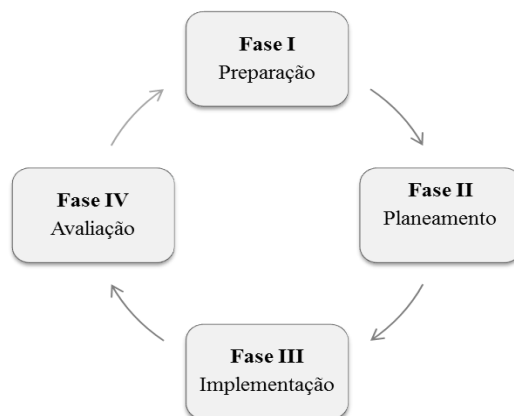 Fase I
Preparação
Fase II
Planeamento
Fase III
Implementação
Fase IV
Avaliação